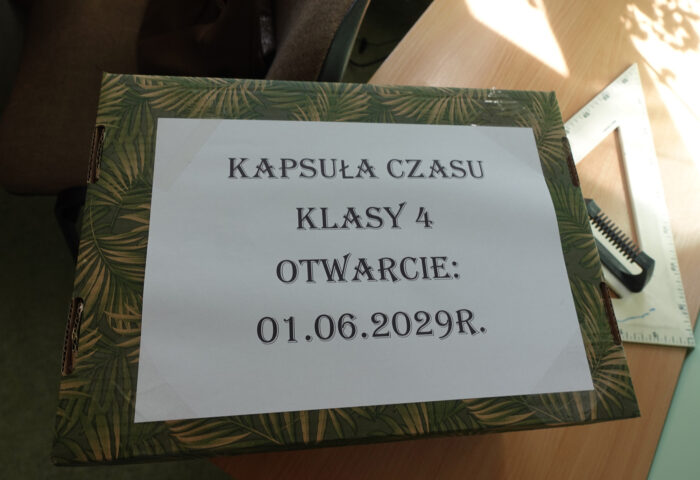 KAPSUŁA CZASU
KLASY 4
OTWARCIE:
01.06.2029R.